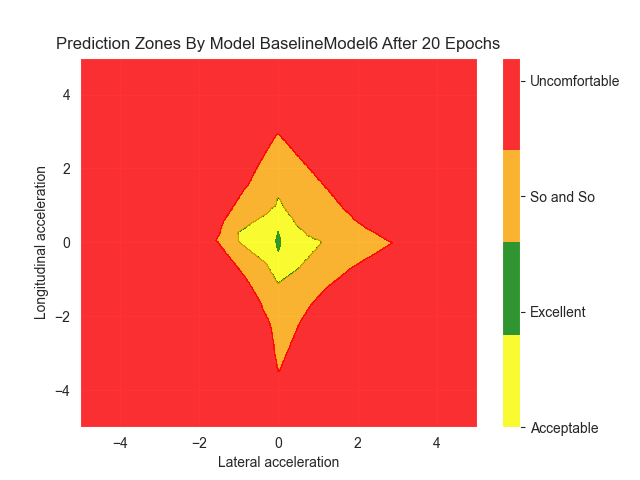 Prediction Zones By Model BaselineModel6 After 20 Epochs
Longitudinal acceleration
4
2
0
−2
−4
−4
−2
0
2
4
Lateral acceleration
Uncomfortable
So and So
Excellent
Acceptable